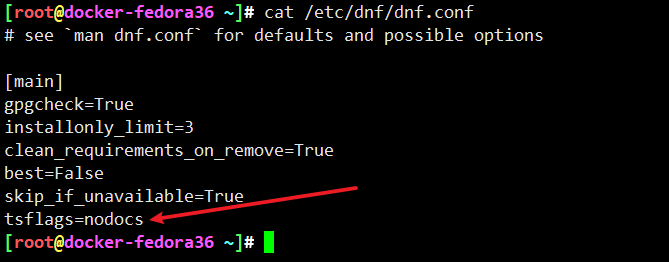 [root@docker-fedora36 ~]# cat /etc/dnf/dnf.conf
# see `man dnf.conf` for defaults and possible options
[main]
gpgcheck=True
installonly_limit=3
clean_requirements_on_remove=True
best=False
skip_if_unavailable=True
tsflags=nodocs
[root@docker-fedora36 ~]#